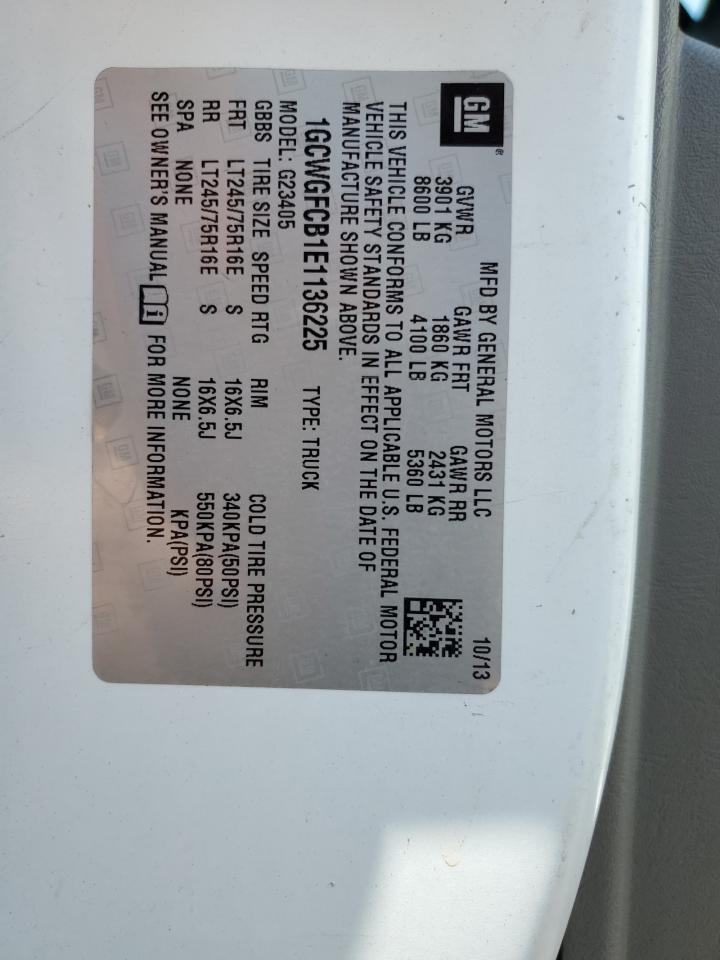 GM®
MFD BY GENERAL MOTORS LLC 10/13
GVWR GAWR FRT GAWR RR
3901 KG 1860 KG 2431 KG
8600 LB 4100 LB 5360 LB
THIS VEHICLE CONFORMS TO ALL APPLICABLE U.S. FEDERAL MOTOR
VEHICLE SAFETY STANDARDS IN EFFECT ON THE DATE OF
MANUFACTURE SHOWN ABOVE.
1GCWGFCB1E1136225 TYPE: TRUCK
MODEL: G23405
GBBS TIRE SIZE SPEED RTG RIM COLD TIRE PRESSURE
FRT LT245/75R16E S 16X6.5J 340KPA(50PSI)
RR LT245/75R16E S 16X6.5J 550KPA(80PSI)
SPA NONE NONE KPA(PSI)
SEE OWNER'S MANUAL FOR MORE INFORMATION.